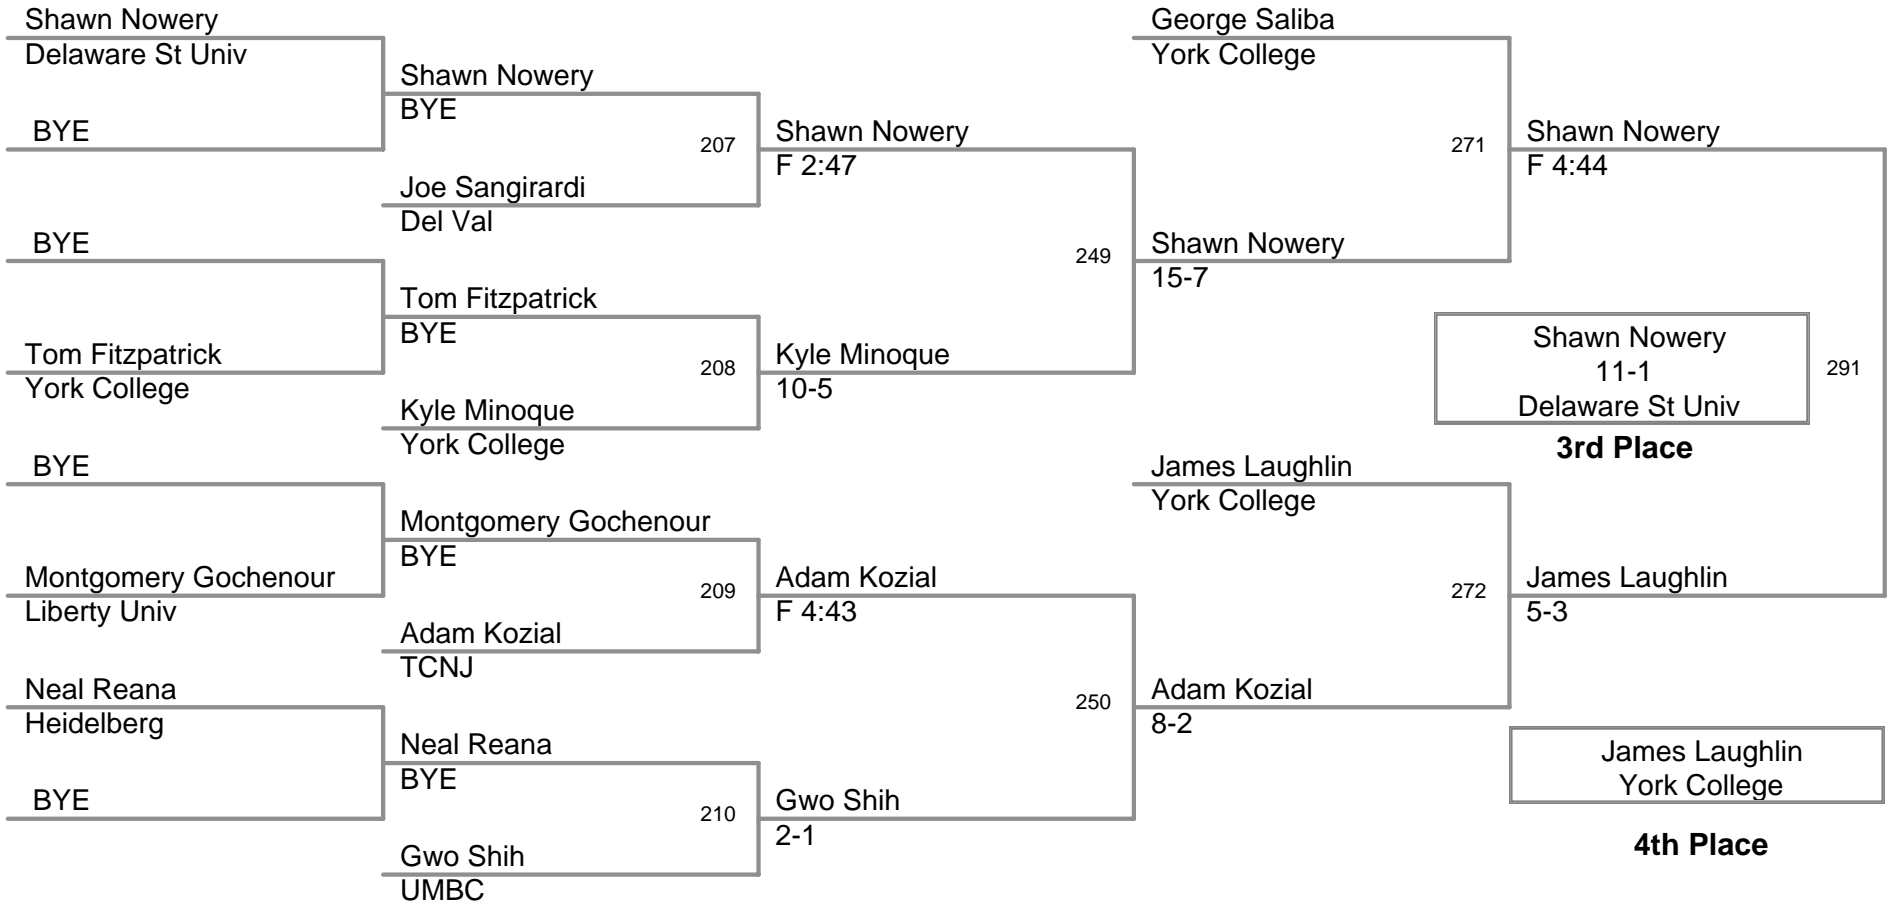 Shawn Nowery
Delaware St Univ
BYE
BYE
Tom Fitzpatrick
York College
BYE
Montgomery Gochenour
Liberty Univ
Neal Reana
Heidelberg
BYE
Shawn Nowery
BYE
207
Joe Sangirardi
Del Val
Tom Fitzpatrick
BYE
208
Kyle Minoque
York College
Montgomery Gochenour
BYE
209
Adam Kozial
TCNJ
Neal Reana
BYE
210
Gwo Shih
UMBC
Shawn Nowery
F 2:47
249
Kyle Minoque
10-5
Adam Kozial
F 4:43
250
Gwo Shih
2-1
George Saliba
York College
271
Shawn Nowery
15-7
James Laughlin
York College
272
Adam Kozial
8-2
Shawn Nowery
F 4:44
Shawn Nowery
11-1
Delaware St Univ
291
3rd Place
James Laughlin
5-3
James Laughlin
York College
4th Place